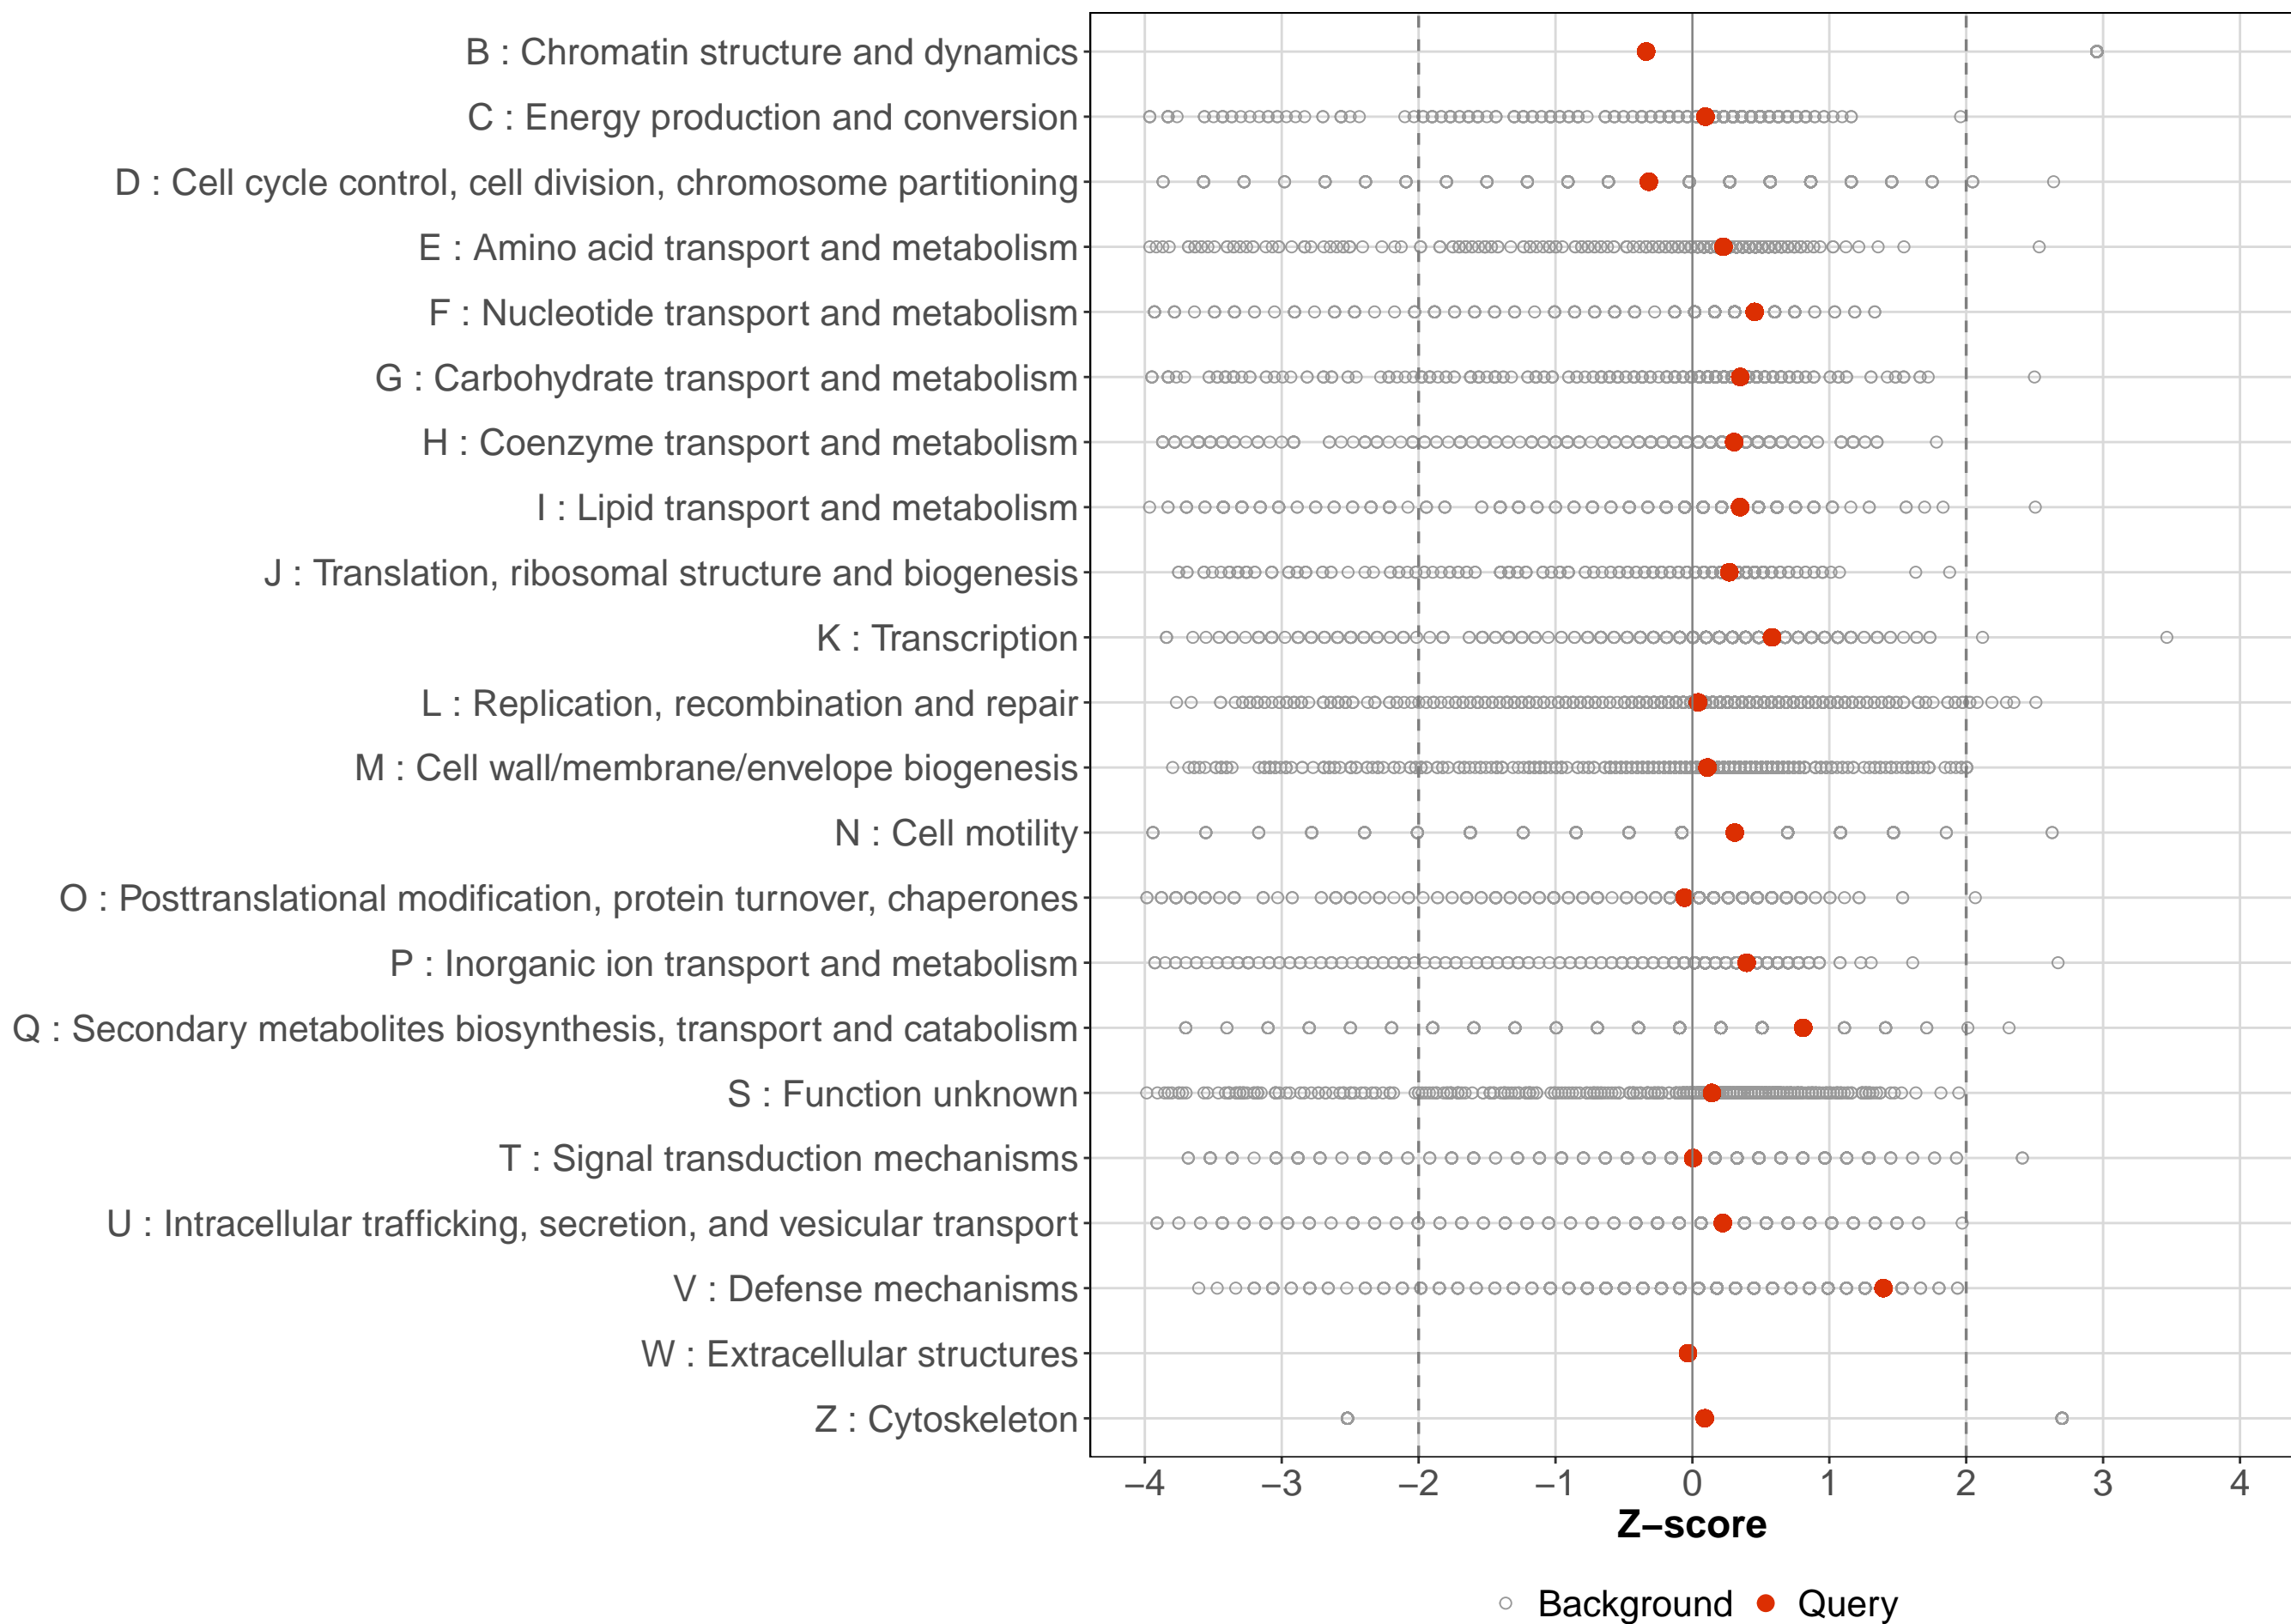 B : Chromatin structure and dynamics
C : Energy production and conversion
D : Cell cycle control, cell division, chromosome partitioning
E : Amino acid transport and metabolism
F : Nucleotide transport and metabolism
G : Carbohydrate transport and metabolism
H : Coenzyme transport and metabolism
I : Lipid transport and metabolism
J : Translation, ribosomal structure and biogenesis
K : Transcription
L : Replication, recombination and repair
M : Cell wall/membrane/envelope biogenesis
N : Cell motility
O : Posttranslational modification, protein turnover, chaperones
P : Inorganic ion transport and metabolism
Q : Secondary metabolites biosynthesis, transport and catabolism
S : Function unknown
T : Signal transduction mechanisms
U : Intracellular trafficking, secretion, and vesicular transport
V : Defense mechanisms
W : Extracellular structures
Z : Cytoskeleton
−4 −3 −2 −1 0 1 2 3 4
Z−score
Background Query